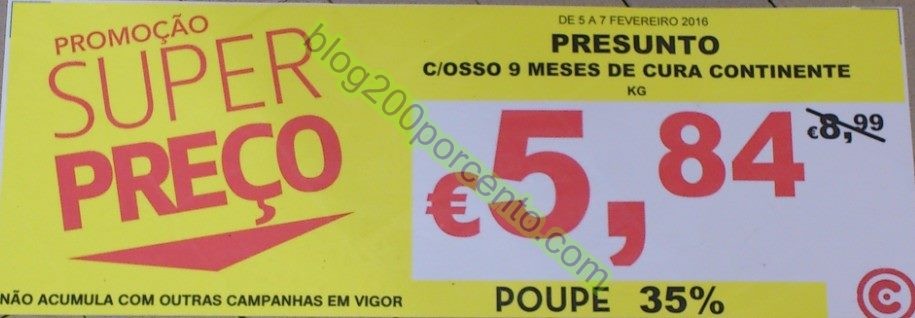 PROMOÇÃO
SUPER
PREÇO
NÃO ACUMULA COM OUTRAS CAMPANHAS EM VIGOR
DE 5 A 7 FEVEREIRO 2016
PRESUNTO
C/OSSO 9 MESES DE CURA CONTINENTE
KG
€5,84
€8,99
POUPE 35%
C
blog200porcento.com